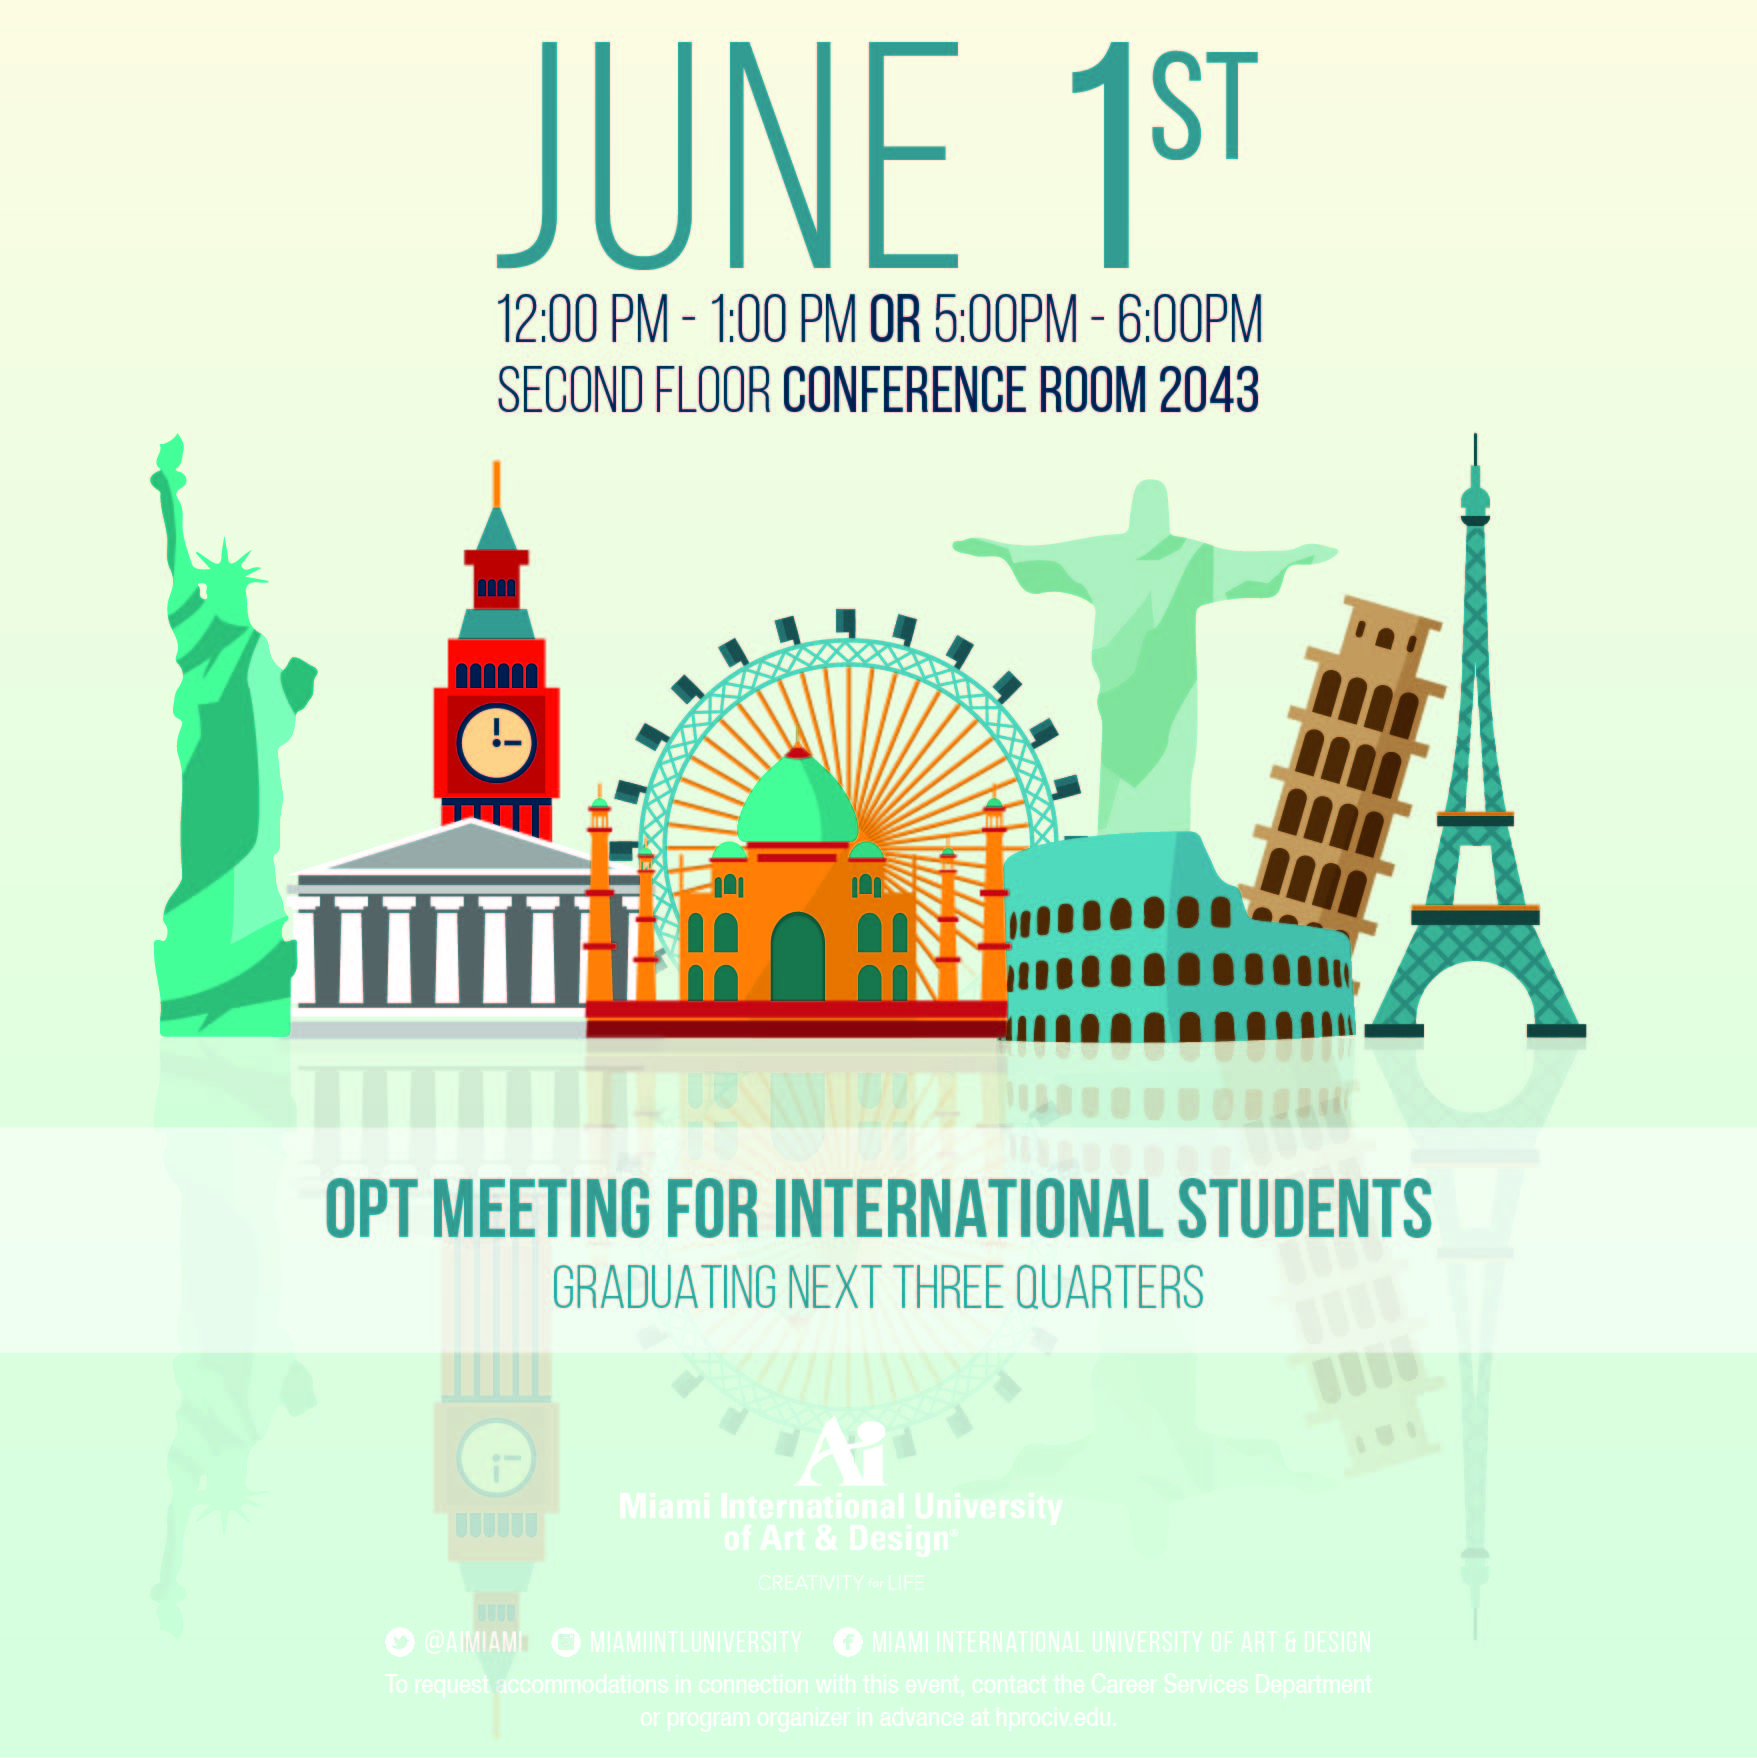 JUNE 1ST
12:00 PM - 1:00 PM OR 5:00PM - 6:00PM
SECOND FLOOR CONFERENCE ROOM 2043
OPT MEETING FOR INTERNATIONAL STUDENTS
GRADUATING NEXT THREE QUARTERS
Ai
Miami International University
of Art & Design®
CREATIVITY for LIFE
@AIMIAMI MIAMIINTLUNIVERSITY MIAMI INTERNATIONAL UNIVERSITY OF ART & DESIGN
To request accommodations in connection with this event, contact the Career Services Department
or program organizer in advance at hprociv.edu.